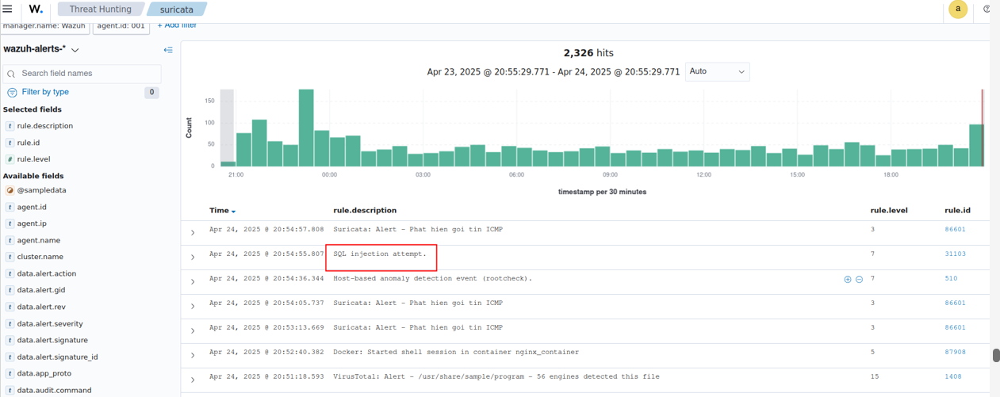 W. Threat Hunting suricata a
manager.name: Wazuh agent.id: 001 + Add filter
wazuh-alerts-*
Search field names
Filter by type 0
Selected fields
t rule.description
t rule.id
# rule.level
Available fields
@sampledata
t agent.id
t agent.ip
t agent.name
t cluster.name
t data.alert.action
t data.alert.gid
t data.alert.rev
t data.alert.severity
t data.alert.signature
t data.alert.signature_id
t data.app_proto
t data.audit.command
2,326 hits
Apr 23, 2025 @ 20:55:29.771 - Apr 24, 2025 @ 20:55:29.771 Auto
Count
150
100
50
0
21:00 00:00 03:00 06:00 09:00 12:00 15:00 18:00
timestamp per 30 minutes
Time rule.description rule.level rule.id
Apr 24, 2025 @ 20:54:57.808 Suricata: Alert - Phat hien goi tin ICMP 3 86601
Apr 24, 2025 @ 20:54:55.807 SQL injection attempt. 7 31103
Apr 24, 2025 @ 20:54:36.344 Host-based anomaly detection event (rootcheck). 7 510
Apr 24, 2025 @ 20:54:05.737 Suricata: Alert - Phat hien goi tin ICMP 3 86601
Apr 24, 2025 @ 20:53:13.669 Suricata: Alert - Phat hien goi tin ICMP 3 86601
Apr 24, 2025 @ 20:52:40.382 Docker: Started shell session in container nginx_container 5 87908
Apr 24, 2025 @ 20:51:18.593 VirusTotal: Alert - /usr/share/sample/program - 56 engines detected this file 15 1408